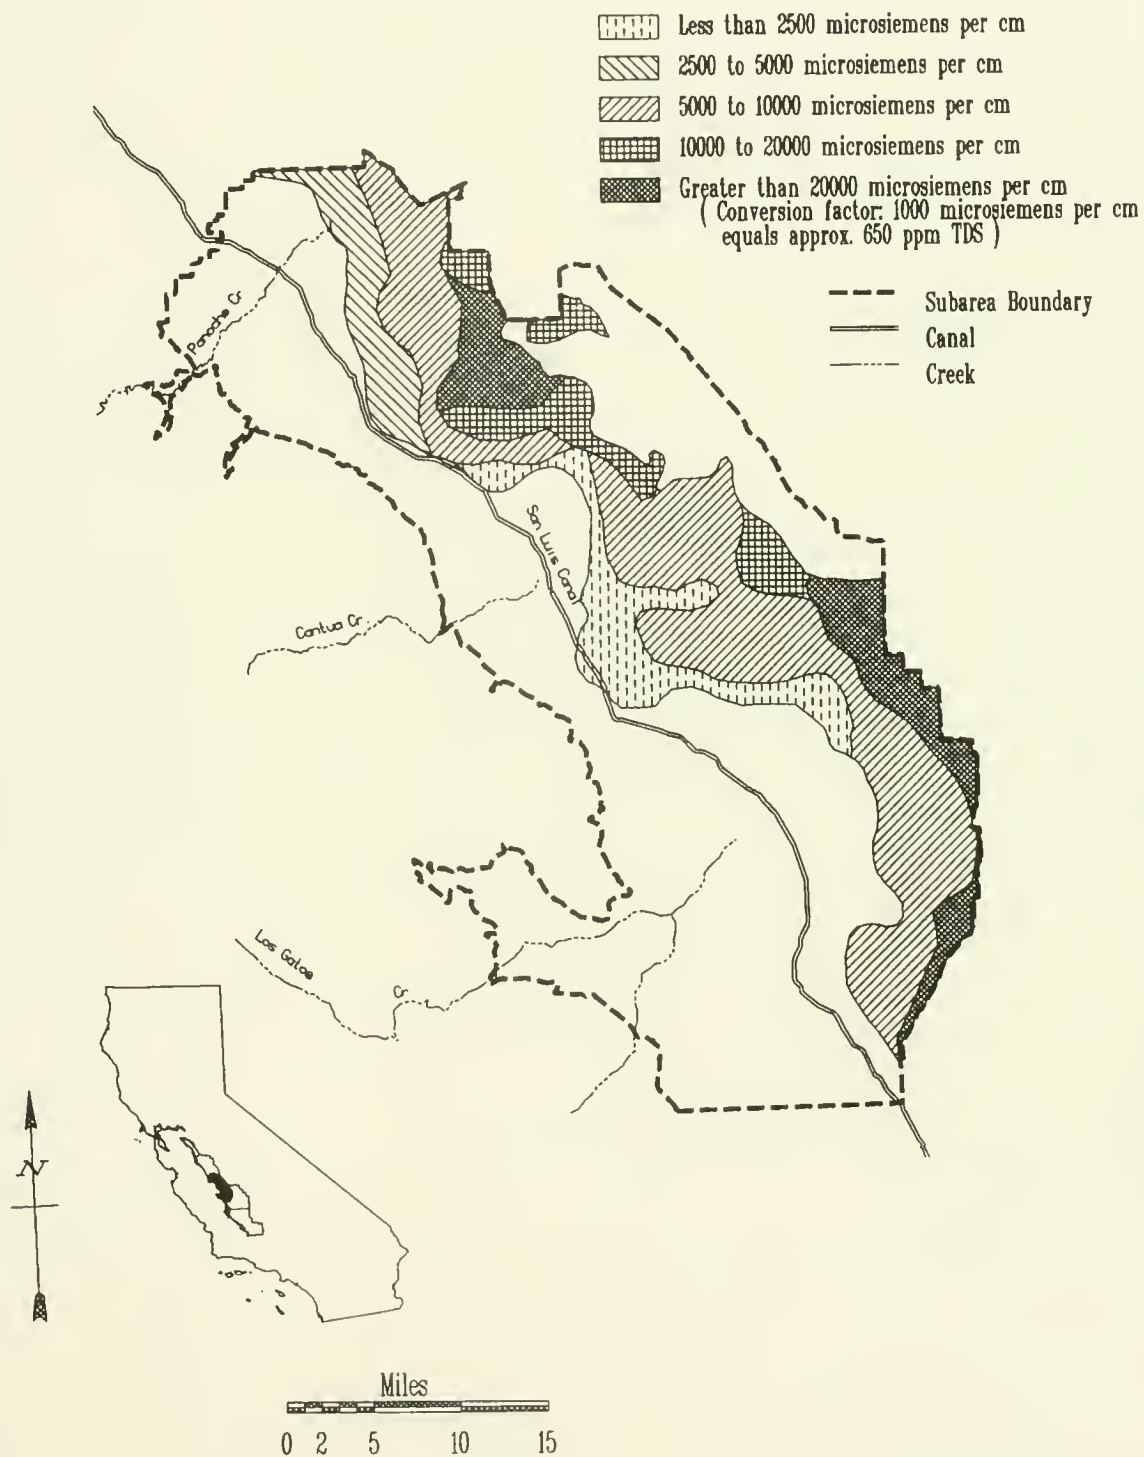 Less than 2500 microsiemens per cm
2500 to 5000 microsiemens per cm
5000 to 10000 microsiemens per cm
10000 to 20000 microsiemens per cm
Greater than 20000 microsiemens per cm
( Conversion factor: 1000 microsiemens per cm
equals approx. 650 ppm TDS )
Subarea Boundary
Canal
Creek
Panoche Cr
San Luis Canal
Cantua Cr
Los Gatos
Cr
N
Miles
0 2 5 10 15